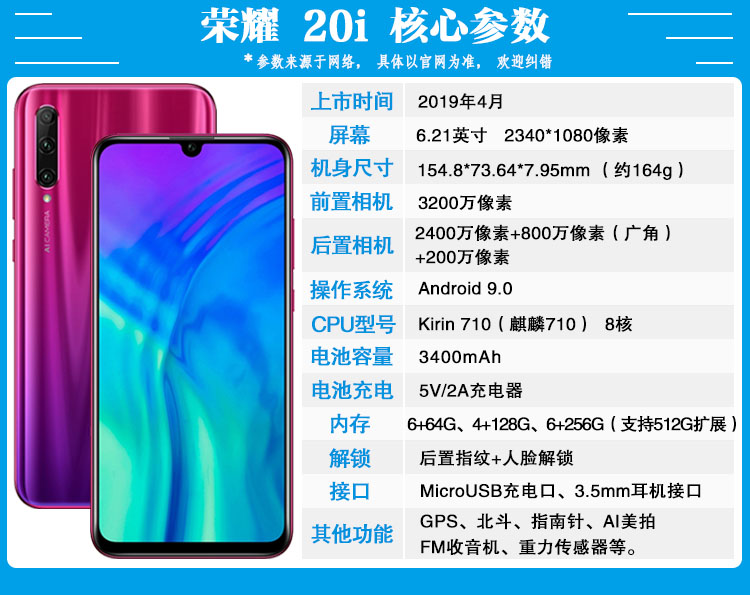 荣耀 20i 核心参数
*参数来源于网络， 具体以官网为准， 欢迎纠错
AI CAMERA
上市时间 2019年4月
屏幕 6.21英寸 2340*1080像素
机身尺寸 154.8*73.64*7.95mm（约164g）
前置相机 3200万像素
后置相机 2400万像素+800万像素（广角）
+200万像素
操作系统 Android 9.0
CPU型号 Kirin 710（麒麟710） 8核
电池容量 3400mAh
电池充电 5V/2A充电器
内存 6+64G、4+128G、6+256G（支持512G扩展）
解锁 后置指纹+人脸解锁
接口 MicroUSB充电口、3.5mm耳机接口
其他功能 GPS、北斗、指南针、AI美拍
FM收音机、重力传感器等。